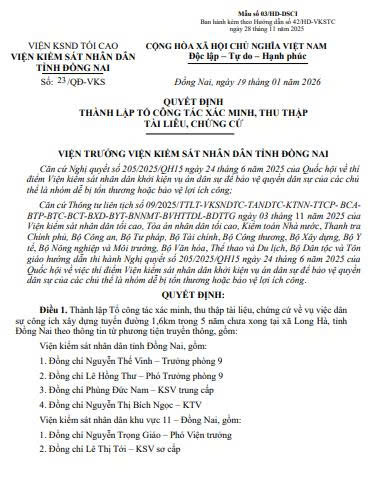 Mẫu số 03/HD-DSCI
Ban hành kèm theo Hướng dẫn số 42/HD-VKSTC
ngày 28 tháng 11 năm 2025
VIỆN KSND TỐI CAO
VIỆN KIỂM SÁT NHÂN DÂN
TỈNH ĐỒNG NAI
Số: 23/QĐ-VKS
CỘNG HÒA XÃ HỘI CHỦ NGHĨA VIỆT NAM
Độc lập – Tự do – Hạnh phúc
Đồng Nai, ngày 19 tháng 01 năm 2026
QUYẾT ĐỊNH
THÀNH LẬP TỔ CÔNG TÁC XÁC MINH, THU THẬP
TÀI LIỆU, CHỨNG CỨ
VIỆN TRƯỞNG VIỆN KIỂM SÁT NHÂN DÂN TỈNH ĐỒNG NAI
Căn cứ Nghị quyết số 205/2025/QH15 ngày 24 tháng 6 năm 2025 của Quốc hội về thí
điểm Viện kiểm sát nhân dân khởi kiện vụ án dân sự để bảo vệ quyền dân sự của các chủ
thể là nhóm dễ bị tổn thương hoặc bảo vệ lợi ích công;
Căn cứ Thông tư liên tịch số 09/2025/TTLT-VKSNDTC-TANDTC-KTNN-TTCP- BCA-
BTP-BTC-BCT-BXD-BYT-BNNMT-BVHTTDL-BDTTG ngày 03 tháng 11 năm 2025 của
Viện kiểm sát nhân dân tối cao, Tòa án nhân dân tối cao, Kiểm toán Nhà nước, Thanh tra
Chính phủ, Bộ Công an, Bộ Tư pháp, Bộ Tài chính, Bộ Công thương, Bộ Xây dựng, Bộ Y
tế, Bộ Nông nghiệp và Môi trường, Bộ Văn hóa, Thể thao và Du lịch, Bộ Dân tộc và Tôn
giáo hướng dẫn thi hành Nghị quyết số 205/2025/QH15 ngày 24 tháng 6 năm 2025 của
Quốc hội về việc thí điểm Viện kiểm sát nhân dân khởi kiện vụ án dân sự để bảo vệ quyền
dân sự của các chủ thể là nhóm dễ bị tổn thương hoặc bảo vệ lợi ích công.
QUYẾT ĐỊNH:
Điều 1. Thành lập Tổ công tác xác minh, thu thập tài liệu, chứng cứ về vụ việc dân
sự công ích xây dựng tuyến đường 1,6km trong 5 năm chưa xong tại xã Long Hà, tỉnh
Đồng Nai theo thông tin từ phương tiện truyền thông, gồm:
Viện kiểm sát nhân dân tỉnh Đồng Nai, gồm:
1. Đồng chí Nguyễn Thế Vinh – Trưởng phòng 9
2. Đồng chí Lê Hồng Thư – Phó Trưởng phòng 9
3. Đồng chí Phùng Đức Nam – KSV trung cấp
4. Đồng chí Nguyễn Thị Bích Ngọc – KTV
Viện kiểm sát nhân dân khu vực 11 – Đồng Nai, gồm:
1. Đồng chí Nguyễn Trọng Giáo – Phó Viện trưởng
2. Đồng chí Lê Thị Tới – KSV sơ cấp